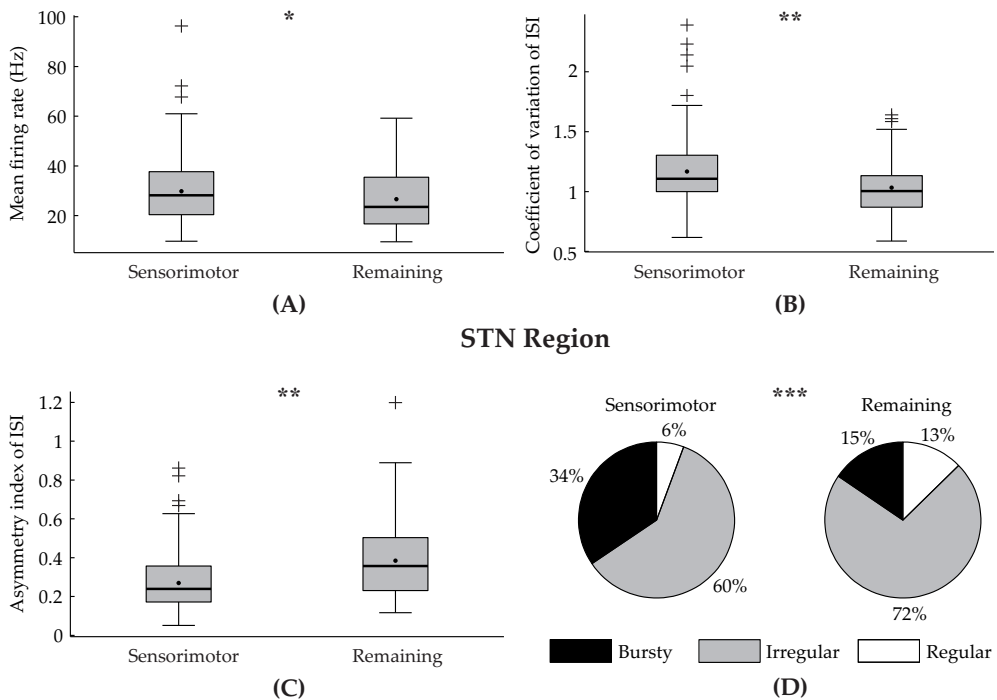 100
80
60
40
20
Mean firing rate (Hz)
*
Sensorimotor
Remaining
(A)
2
1.5
1
0.5
Coefficient of variation of ISI
**
Sensorimotor
Remaining
(B)
STN Region
1.2
1
0.8
0.6
0.4
0.2
0
Asymmetry index of ISI
**
Sensorimotor
Remaining
(C)
***
Sensorimotor
6%
34%
60%
Remaining
15%
13%
72%
Bursty
Irregular
Regular
(D)